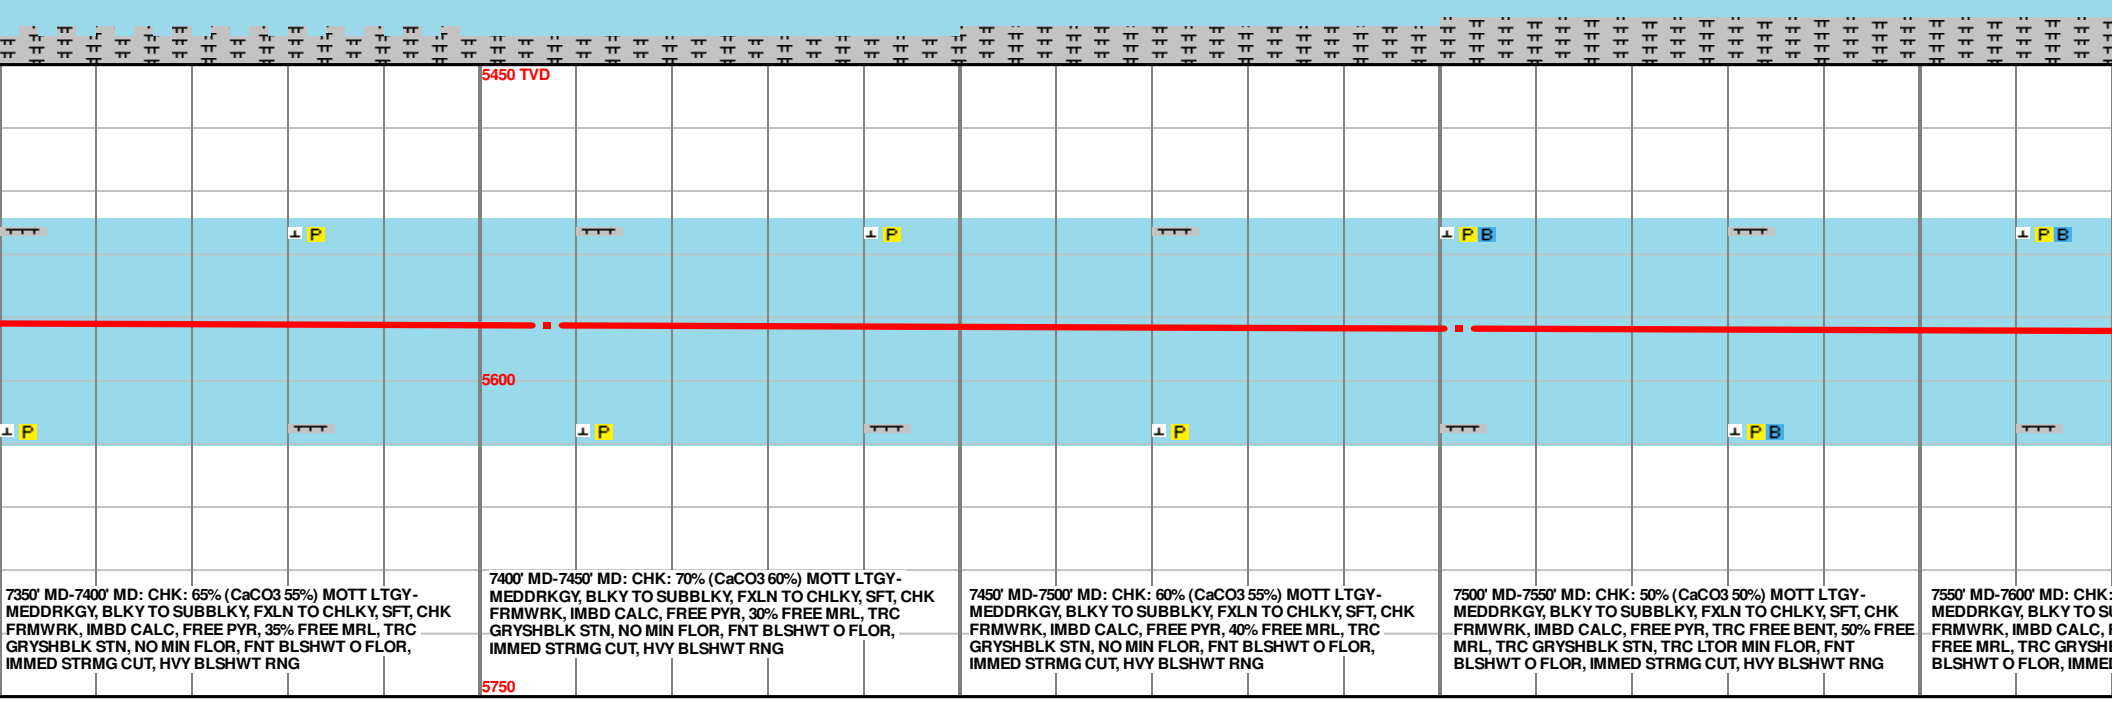 5450 TVD
P
P
P B
P B
5600
P
P
P
P B
7350' MD-7400' MD: CHK: 65% (CaCO3 55%) MOTT LTGY-
MEDDRKGY, BLKY TO SUBBLKY, FXLN TO CHLKY, SFT, CHK
FRMWRK, IMBD CALC, FREE PYR, 35% FREE MRL, TRC
GRYSHBLK STN, NO MIN FLOR, FNT BLSHWT O FLOR,
IMMED STRMG CUT, HVY BLSHWT RNG
7400' MD-7450' MD: CHK: 70% (CaCO3 60%) MOTT LTGY-
MEDDRKGY, BLKY TO SUBBLKY, FXLN TO CHLKY, SFT, CHK
FRMWRK, IMBD CALC, FREE PYR, 30% FREE MRL, TRC
GRYSHBLK STN, NO MIN FLOR, FNT BLSHWT O FLOR,
IMMED STRMG CUT, HVY BLSHWT RNG
7450' MD-7500' MD: CHK: 60% (CaCO3 55%) MOTT LTGY-
MEDDRKGY, BLKY TO SUBBLKY, FXLN TO CHLKY, SFT, CHK
FRMWRK, IMBD CALC, FREE PYR, 40% FREE MRL, TRC
GRYSHBLK STN, NO MIN FLOR, FNT BLSHWT O FLOR,
IMMED STRMG CUT, HVY BLSHWT RNG
7500' MD-7550' MD: CHK: 50% (CaCO3 50%) MOTT LTGY-
MEDDRKGY, BLKY TO SUBBLKY, FXLN TO CHLKY, SFT, CHK
FRMWRK, IMBD CALC, FREE PYR, TRC FREE BENT, 50% FREE
MRL, TRC GRYSHBLK STN, TRC LTOR MIN FLOR, FNT
BLSHWT O FLOR, IMMED STRMG CUT, HVY BLSHWT RNG
7550' MD-7600' MD: CHK:
MEDDRKGY, BLKY TO
FRMWRK, IMBD CALC,
FREE MRL, TRC
BLSHWT O FLOR,
5750